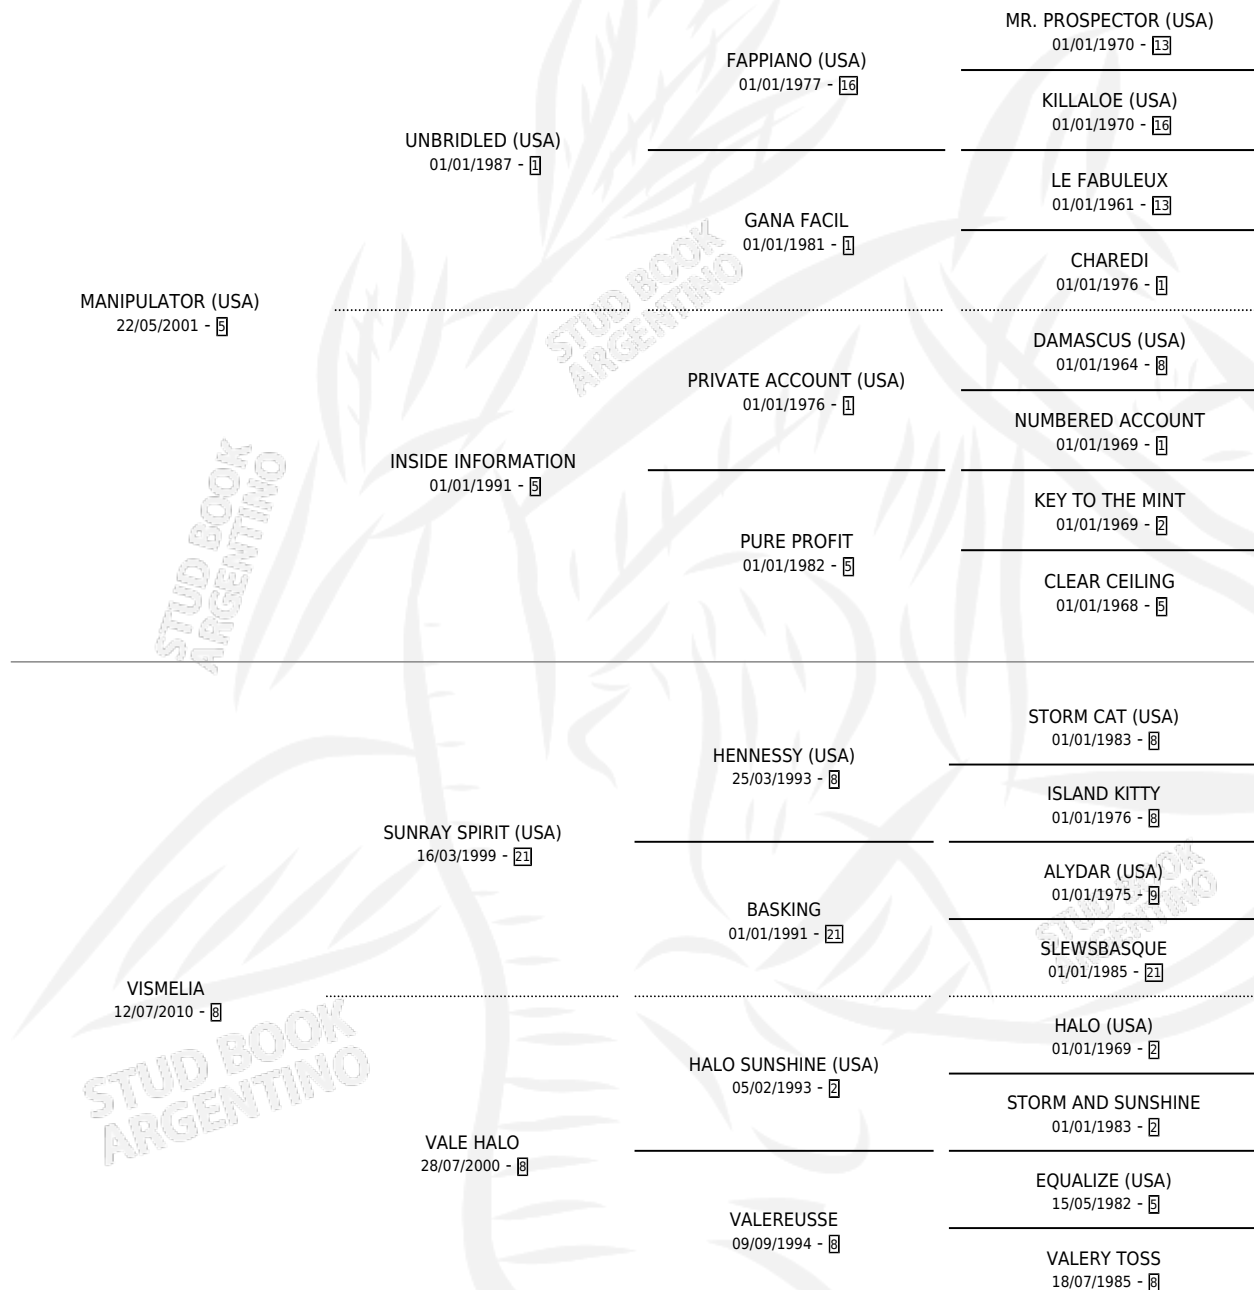 MR. PROSPECTOR (USA)
01/01/1970 - 13
FAPPIANO (USA)
01/01/1977 - 16
KILLALOE (USA)
01/01/1970 - 16
UNBRIDLED (USA)
01/01/1987 - 1
LE FABULEUX
01/01/1961 - 13
GANA FACIL
01/01/1981 - 1
CHAREDI
01/01/1976 - 1
MANIPULATOR (USA)
22/05/2001 - 5
DAMASCUS (USA)
01/01/1964 - 8
PRIVATE ACCOUNT (USA)
01/01/1976 - 1
NUMBERED ACCOUNT
01/01/1969 - 1
INSIDE INFORMATION
01/01/1991 - 5
KEY TO THE MINT
01/01/1969 - 2
PURE PROFIT
01/01/1982 - 5
CLEAR CEILING
01/01/1968 - 5
STORM CAT (USA)
01/01/1983 - 8
HENNESSY (USA)
25/03/1993 - 8
ISLAND KITTY
01/01/1976 - 8
SUNRAY SPIRIT (USA)
16/03/1999 - 21
ALYDAR (USA)
01/01/1975 - 9
BASKING
01/01/1991 - 21
SLEWSBASQUE
01/01/1985 - 21
VISMELIA
12/07/2010 - 8
HALO (USA)
01/01/1969 - 2
HALO SUNSHINE (USA)
05/02/1993 - 2
STORM AND SUNSHINE
01/01/1983 - 2
VALE HALO
28/07/2000 - 8
EQUALIZE (USA)
15/05/1982 - 5
VALEREUSSE
09/09/1994 - 8
VALERY TOSS
18/07/1985 - 8
STUD BOOK
ARGENTINO
STUD BOOK
ARGENTINO
STUD BOOK
ARGENTINO
STUD BOOK
ARGENTINO